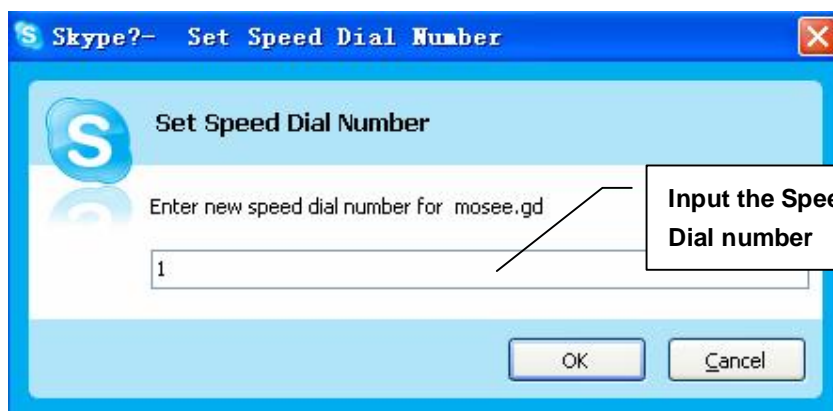 Skype?- Set Speed Dial Number
S
Set Speed Dial Number
Enter new speed dial number for mosee.gd
Input the Spee
Dial number
1
OK
Cancel